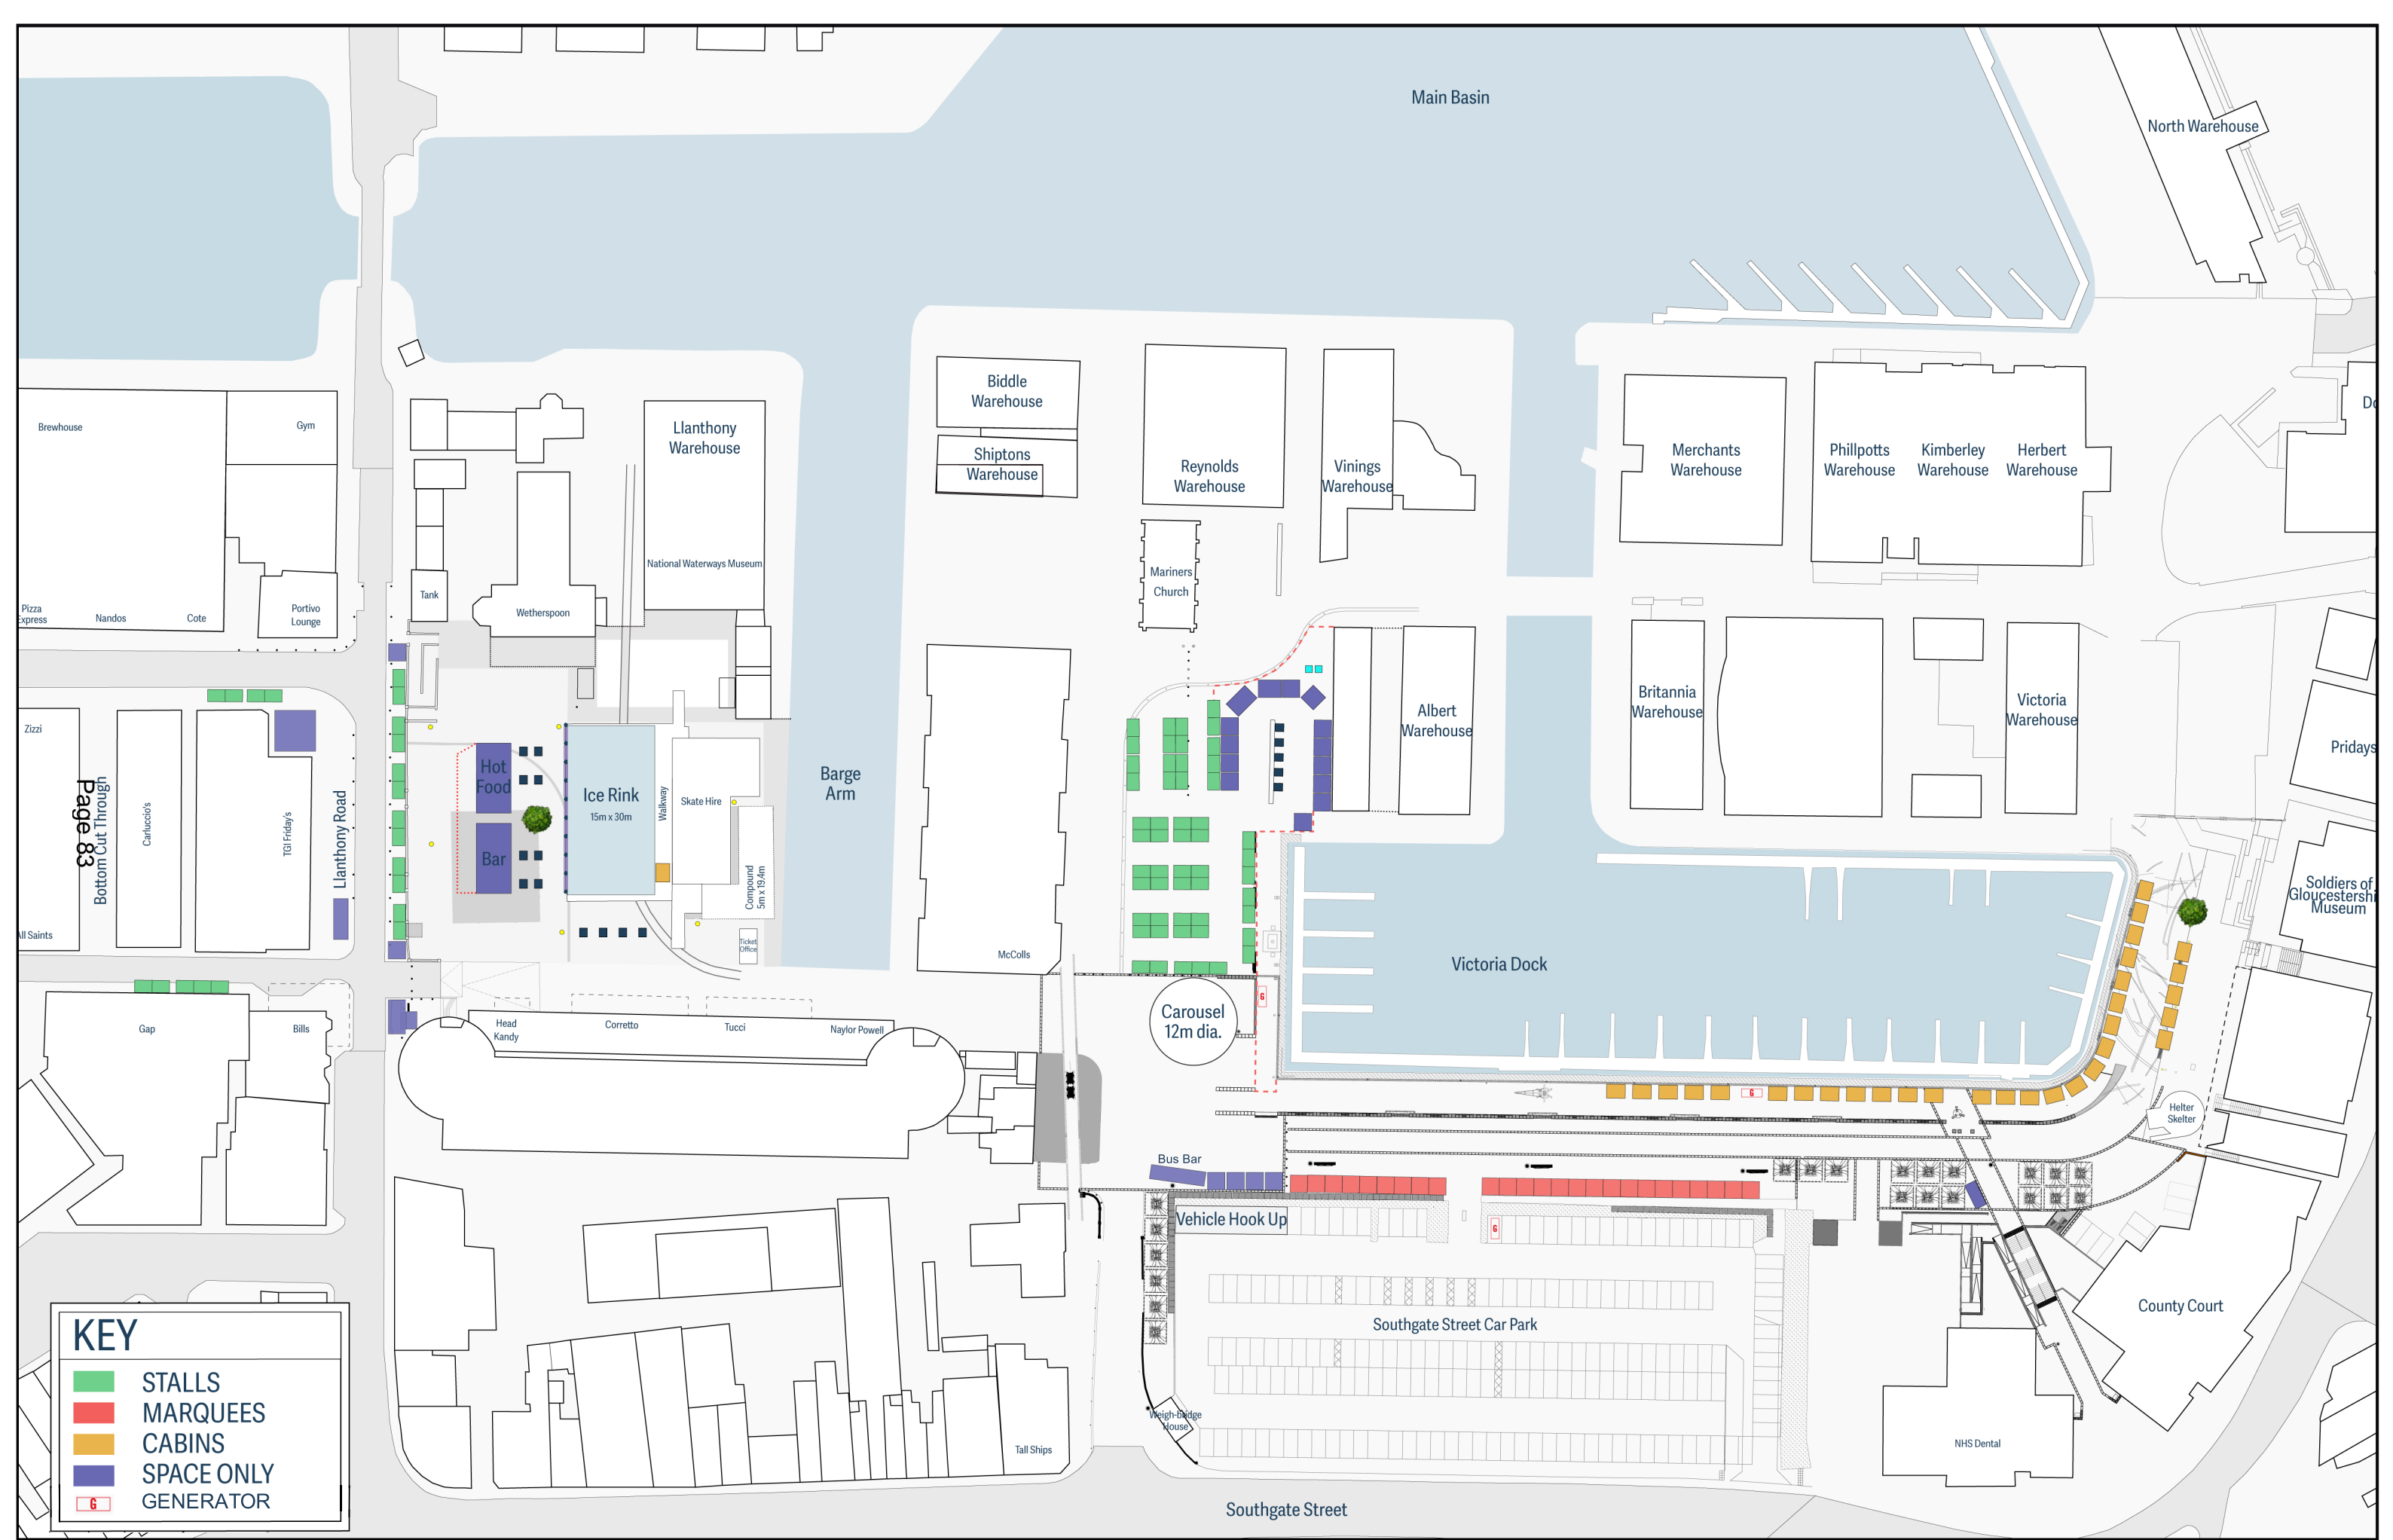 Main Basin
North Warehouse
Do
Biddle
Warehouse
Shiptons
Warehouse
Reynolds
Warehouse
Vinings
Warehouse
Merchants
Warehouse
Phillpotts
Warehouse
Kimberley
Warehouse
Herbert
Warehouse
Brewhouse
Gym
Llanthony
Warehouse
National Waterways Museum
Mariners
Church
Tank
Wetherspoon
Pizza
Express
Nandos
Cote
Portivo
Lounge
Zizzi
Page 83
Bottom Cut Through
Carluccio's
TGI Friday's
Llanthony Road
All Saints
Hot
Food
Bar
Ice Rink
15m x 30m
Walkway
Skate Hire
Compound
5m x 19.4m
Ticket
Office
Barge
Arm
McColls
Albert
Warehouse
Britannia
Warehouse
Victoria
Warehouse
Pridays
Soldiers of
Gloucestershi
Museum
Victoria Dock
Carousel
12m dia.
G
G
Helter
Skelter
Gap
Bills
Head
Kandy
Corretto
Tucci
Naylor Powell
Bus Bar
Vehicle Hook Up
G
Southgate Street Car Park
County Court
Weigh-bridge
House
Tall Ships
NHS Dental
Southgate Street
KEY
STALLS
MARQUEES
CABINS
SPACE ONLY
G GENERATOR